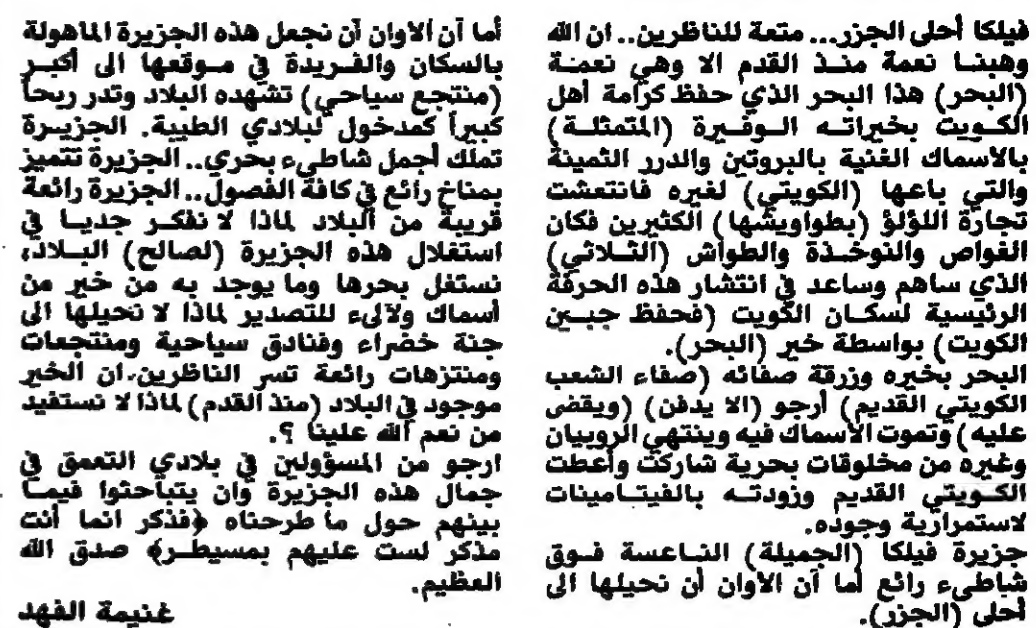 فيلكا أحلى الجزر... متعة للناظرين.. ان الله
وهبنا نعمة منذ القدم الا وهي نعمة
(البحر) هذا البحر الذي حفظ كرامة أهل
الكويت بخيراته الوفيرة (المتمثلة)
بالاسماك الغنية بالبروتين والدرر الثمينة
والتي باعها (الكويتي) لغيره فانتعشت
تجارة اللؤلؤ (بطواويشها) الكثيرين فكان
الغواص والنوخذة والطواش (الثلاثي)
الذي ساهم وساعد في انتشار هذه الحرفة
الرئيسية لسكان الكويت (فحفظ جبين
الكويت) بواسطة خير (البحر).
البحر بخيره وزرقة صفائه (صفاء الشعب
الكويتي القديم) أرجو (الا يدفن) (ويقضى
عليه) وتموت الأسماك فيه وينتهي الروبيان
وغيره من مخلوقات بحرية شاركت وأعطت
الكويتي القديم وزودته بالفيتامينات
لاستمرارية وجوده.
جزيرة فيلكا (الجميلة) الناعسة فوق
شاطىء رائع أما آن الأوان أن نحيلها الى
أحلى (الجزر).
أما آن الأوان أن نجعل هذه الجزيرة الماهولة
بالسكان والفريدة في موقعها الى أكبر
(منتجع سياحي) تشهده البلاد وتدر ريحاً
كبيراً كمدخول لبلادي الطيبة. الجزيرة
تملك أجمل شاطىء بحري.. الجزيرة تتميز
بمناخ رائع في كافة الفصول.. الجزيرة رائعة
قريبة من البلاد لماذا لا نفكر جديا في
استغلال هذه الجزيرة (لصالح) البلاد،
نستغل بحرها وما يوجد به من خير من
أسماك ولآلىء للتصدير لماذا لا نحيلها الى
جنة خضراء وفنادق سياحية ومنتجعات
ومنتزهات رائعة تسر الناظرين. ان الخير
موجود في البلاد (منذ القدم) لماذا لا نستفيد
من نعم الله علينا ؟.
ارجو من المسؤولين في بلادي التعمق في
جمال هذه الجزيرة وان يتباحثوا فيما
بينهم حول ما طرحناه ﴿فذكر انما أنت
مذكر لست عليهم بمسيطر﴾ صدق الله
العظيم.
غنيمة الفهد